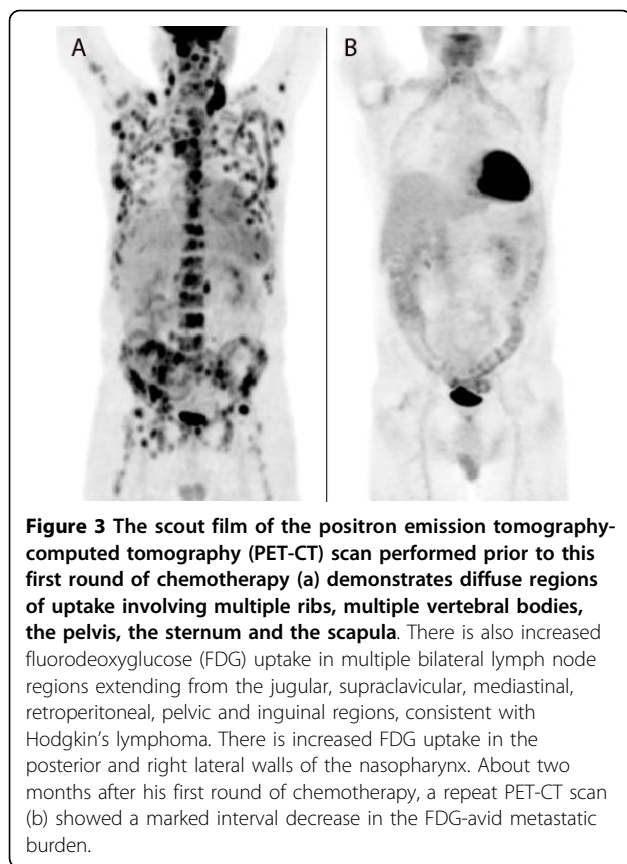 A
B
Figure 3 The scout film of the positron emission tomography-
computed tomography (PET-CT) scan performed prior to this
first round of chemotherapy (a) demonstrates diffuse regions
of uptake involving multiple ribs, multiple vertebral bodies,
the pelvis, the sternum and the scapula. There is also increased
fluorodeoxyglucose (FDG) uptake in multiple bilateral lymph node
regions extending from the jugular, supraclavicular, mediastinal,
retroperitoneal, pelvic and inguinal regions, consistent with
Hodgkin's lymphoma. There is increased FDG uptake in the
posterior and right lateral walls of the nasopharynx. About two
months after his first round of chemotherapy, a repeat PET-CT scan
(b) showed a marked interval decrease in the FDG-avid metastatic
burden.